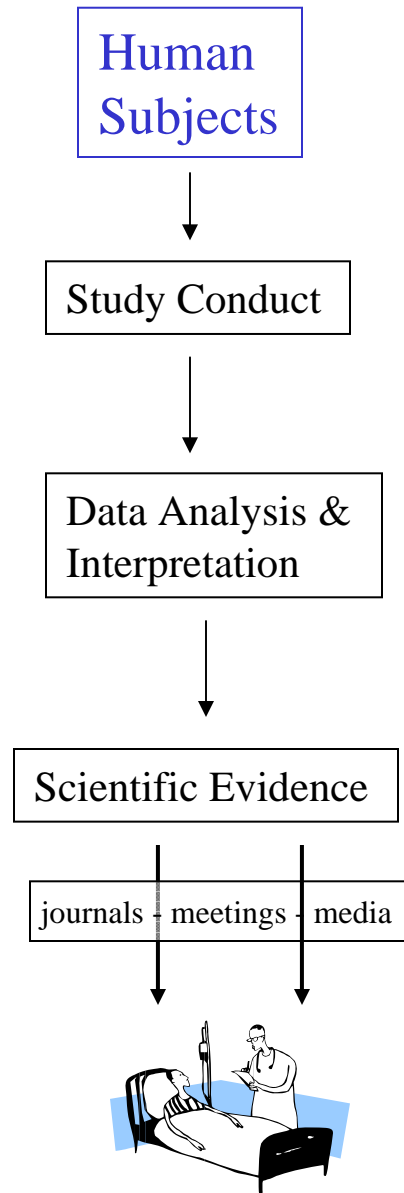 Human
Subjects
Study Conduct
Data Analysis &
Interpretation
Scientific Evidence
journals - meetings - media